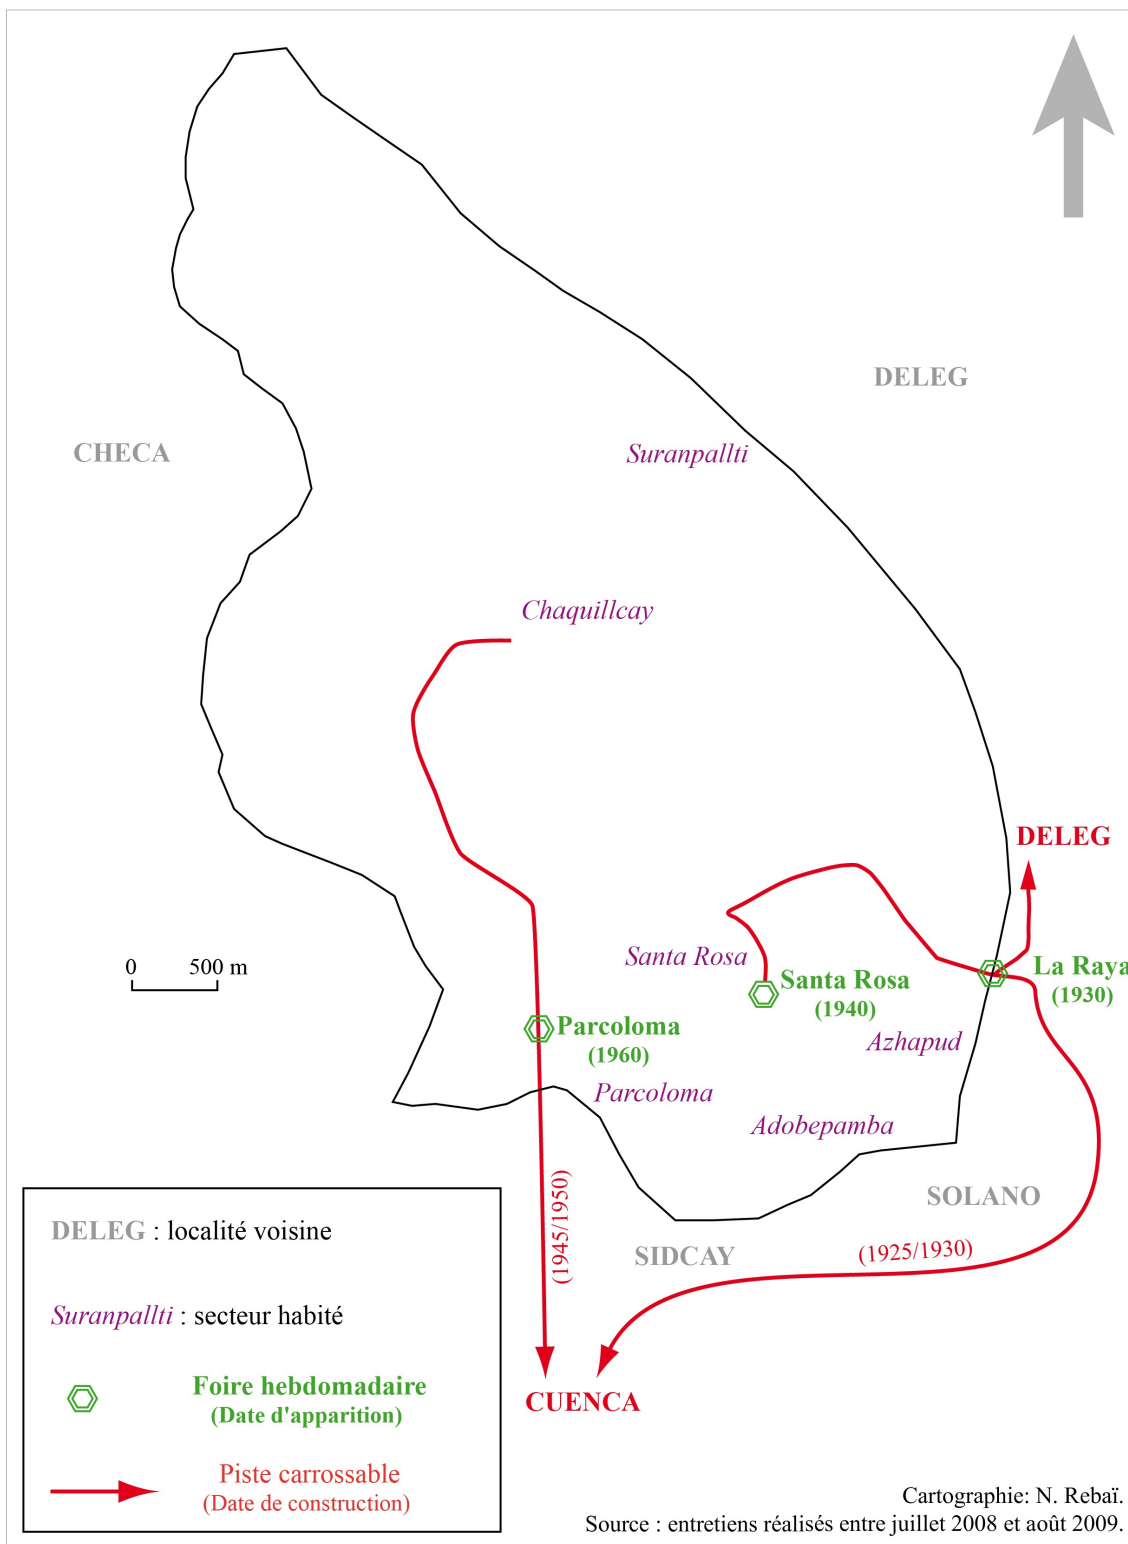 DELEG
CHECA
Suranpallti
Chaquillcay
DELEG
Santa Rosa
Santa Rosa
(1940)
La Raya
(1930)
Parcoloma
(1960)
Azhapud
Parcoloma
Adobepamba
SOLANO
SIDCAY
(1925/1930)
(1945/1950)
CUENCA
0 500 m
DELEG : localité voisine
Suranpallti : secteur habité
Foire hebdomadaire
(Date d'apparition)
Piste carrossable
(Date de construction)
Cartographie: N. Rebaï.
Source : entretiens réalisés entre juillet 2008 et août 2009.